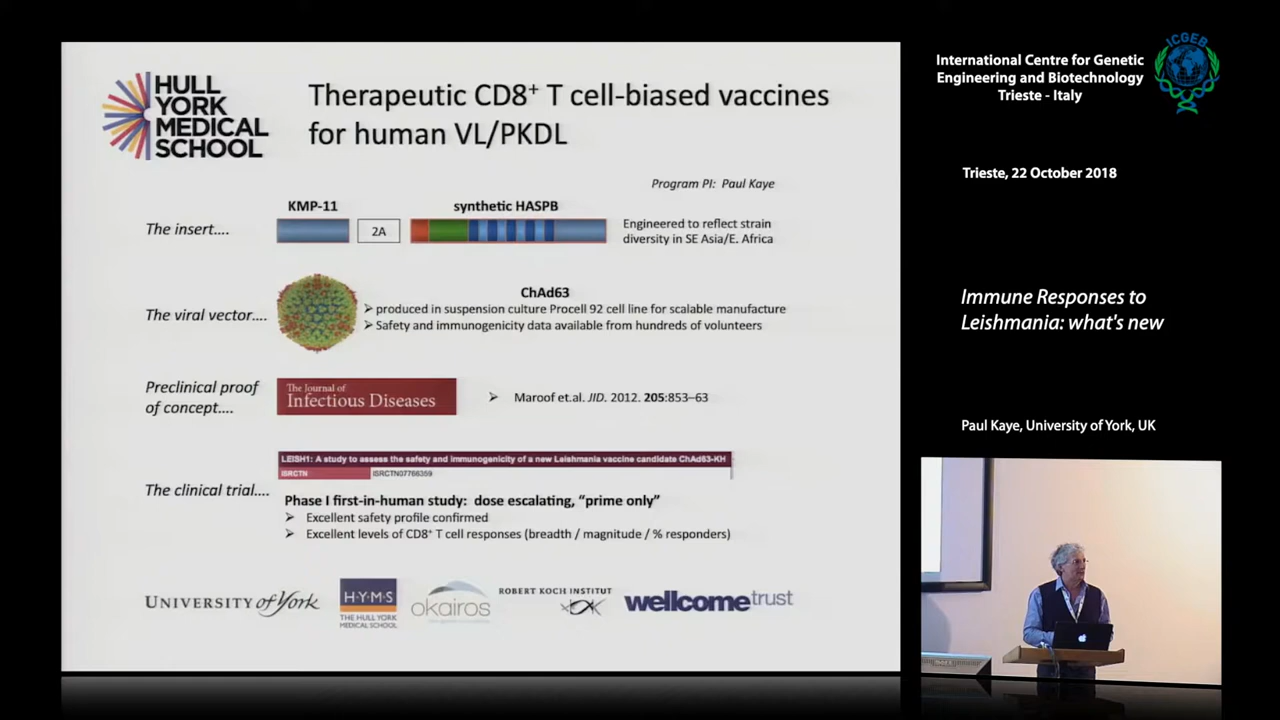 HULL
YORK
MEDICAL
SCHOOL
Therapeutic CD8+ T cell-biased vaccines
for human VL/PKDL
Program PI: Paul Kaye
The insert....
KMP-11
2A
synthetic HASPB
Engineered to reflect strain
diversity in SE Asia/E. Africa
The viral vector....
ChAd63
➢ produced in suspension culture Procell 92 cell line for scalable manufacture
➢ Safety and immunogenicity data available from hundreds of volunteers
Preclinical proof
of concept....
The Journal of
Infectious Diseases
➢ Maroof et.al. JID. 2012. 205:853–63
LEISH1: A study to assess the safety and immunogenicity of a new Leishmania vaccine candidate ChAd63-KH
ISRCTN ISRCTN07766359
The clinical trial....
Phase I first-in-human study: dose escalating, “prime only”
➢ Excellent safety profile confirmed
➢ Excellent levels of CD8+ T cell responses (breadth / magnitude / % responders)
UNIVERSITY of York
H·Y·M·S
THE HULL YORK
MEDICAL SCHOOL
okairos
ROBERT KOCH INSTITUT
wellcometrust
International Centre for Genetic
Engineering and Biotechnology
Trieste - Italy
ICGEB
Trieste, 22 October 2018
Immune Responses to
Leishmania: what's new
Paul Kaye, University of York, UK